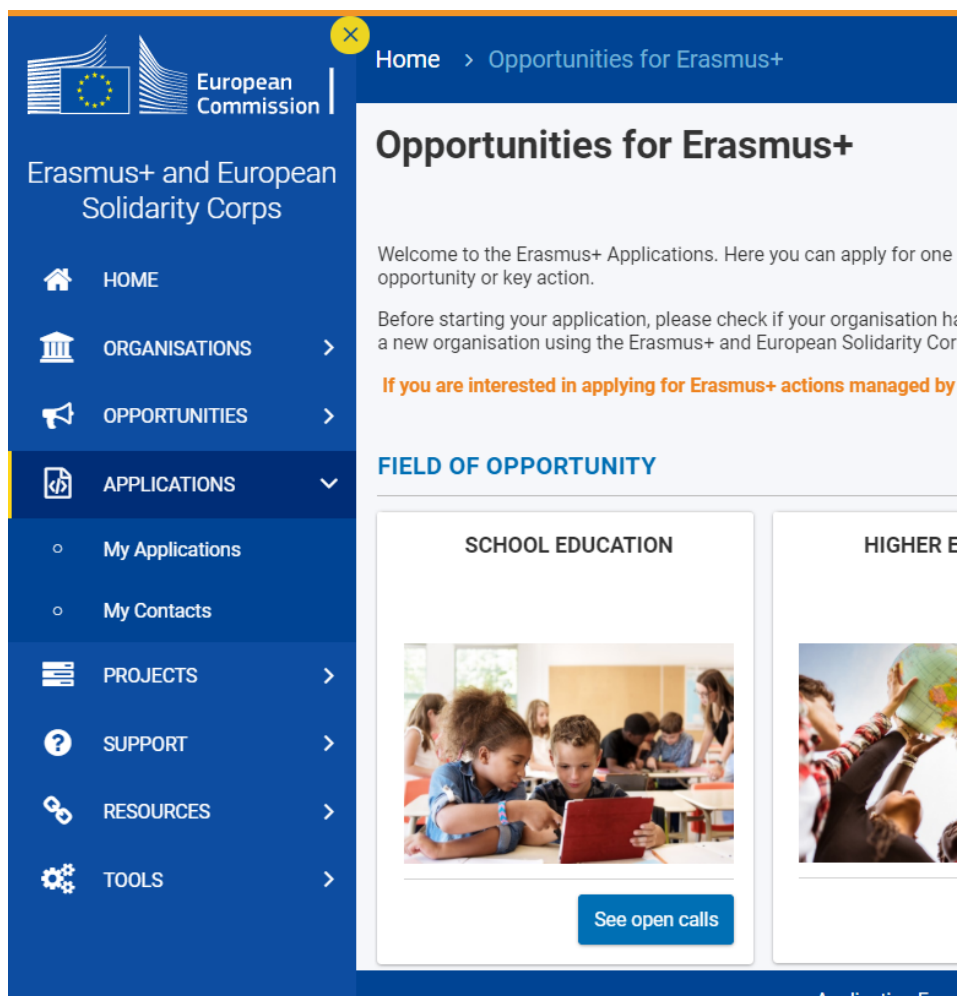 European
Commission
Erasmus+ and European
Solidarity Corps
HOME
ORGANISATIONS
OPPORTUNITIES
APPLICATIONS
My Applications
My Contacts
PROJECTS
SUPPORT
RESOURCES
TOOLS
Home > Opportunities for Erasmus+
Opportunities for Erasmus+
Welcome to the Erasmus+ Applications. Here you can apply for one
opportunity or key action.
Before starting your application, please check if your organisation
a new organisation using the Erasmus+ and European Solidarity
If you are interested in applying for Erasmus+ actions managed by
FIELD OF OPPORTUNITY
SCHOOL EDUCATION
HIGHER
See open calls